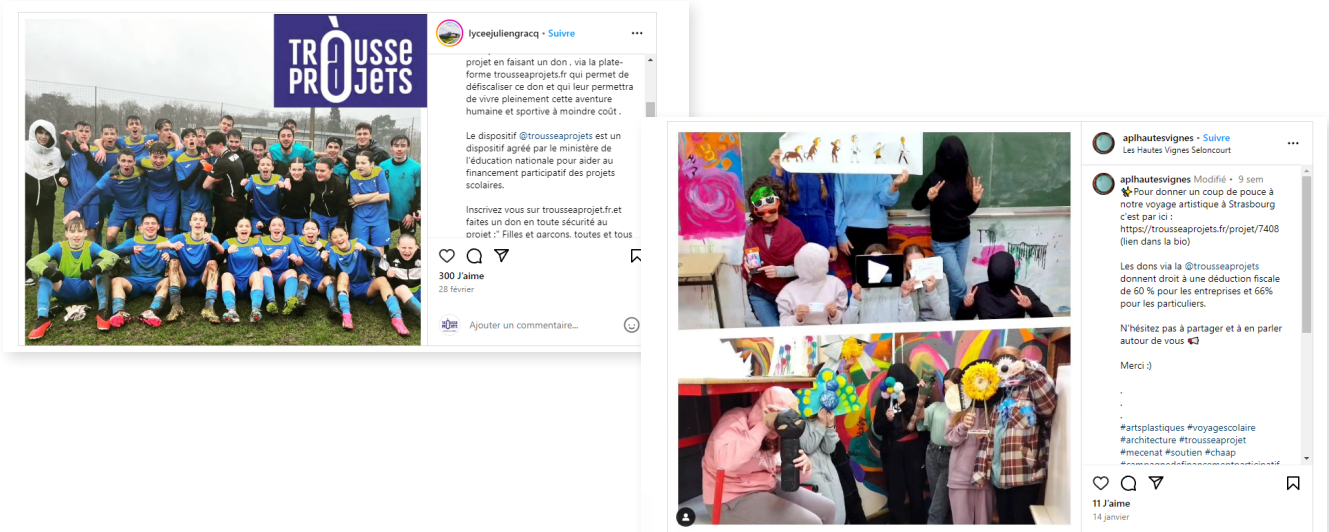 TR
À
USSE
PR
JETS
lyceejuliengracq • Suivre
projet en faisant un don , via la plate-
forme trousseaprojets.fr qui permet de
défiscaliser ce don et qui leur permettra
de vivre pleinement cette aventure
humaine et sportive à moindre coût .
Le dispositif @trousseaprojets est un
dispositif agréé par le ministère de
l'éducation nationale pour aider au
financement participatif des projets
scolaires.
Inscrivez vous sur trousseaprojet.fr.et
faites un don en toute sécurité au
projet :" Filles et garçons, toutes et tous
300 J'aime
28 février
Ajouter un commentaire...
aplhautesvignes • Suivre
Les Hautes Vignes Seloncourt
aplhautesvignes Modifié • 9 sem
✨Pour donner un coup de pouce à
notre voyage artistique à Strasbourg
c'est par ici :
https://trousseaprojets.fr/projet/7408
(lien dans la bio)
Les dons via la @trousseaprojets
donnent droit à une déduction fiscale
de 60 % pour les entreprises et 66%
pour les particuliers.
N'hésitez pas à partager et à en parler
autour de vous 📢
Merci :)
.
.
.
#artsplastiques #voyagescolaire
#architecture #trousseaprojet
#mecenat #soutien #chaap
#campagnedefinancementparticipatif
11 J'aime
14 janvier